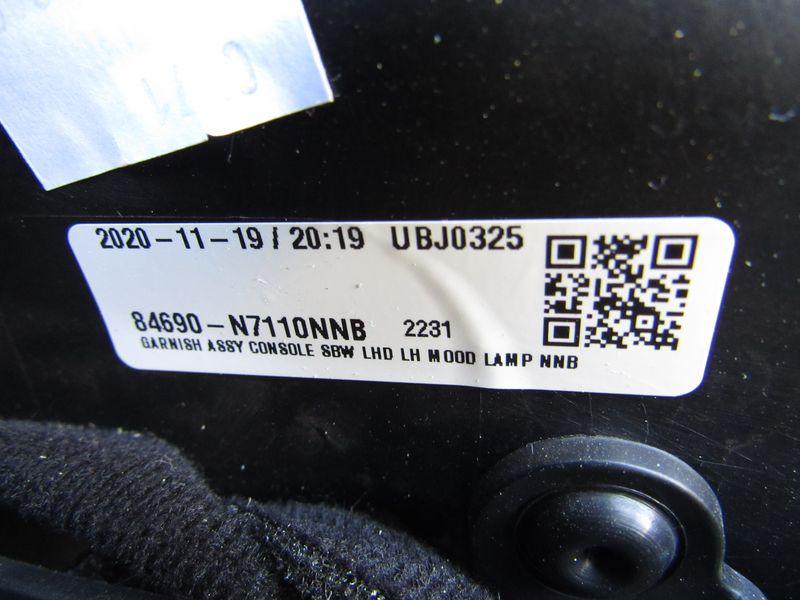 2020-11-19 / 20:19 UBJ0325
84690-N7110NNB 2231
GARNISH ASSY CONSOLE SBW LHD LH MOOD LAMP NNB